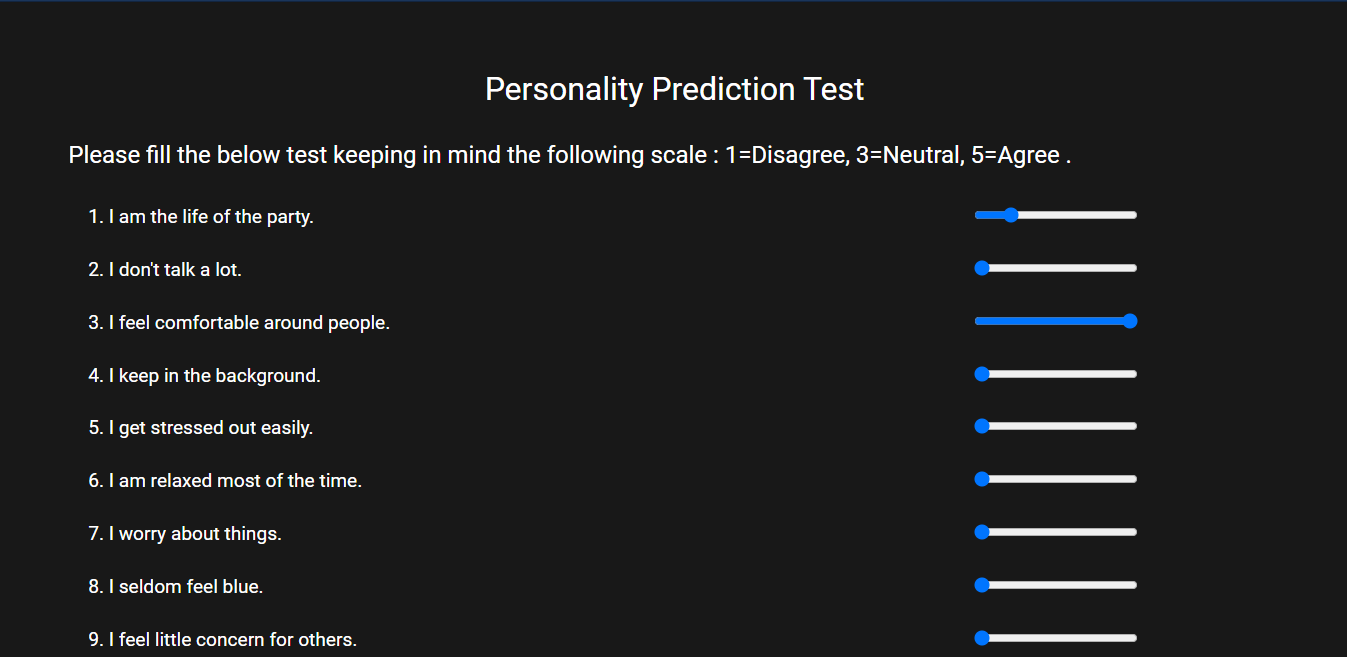 Personality Prediction Test
Please fill the below test keeping in mind the following scale : 1=Disagree, 3=Neutral, 5=Agree .
1. I am the life of the party.
2. I don't talk a lot.
3. I feel comfortable around people.
4. I keep in the background.
5. I get stressed out easily.
6. I am relaxed most of the time.
7. I worry about things.
8. I seldom feel blue.
9. I feel little concern for others.